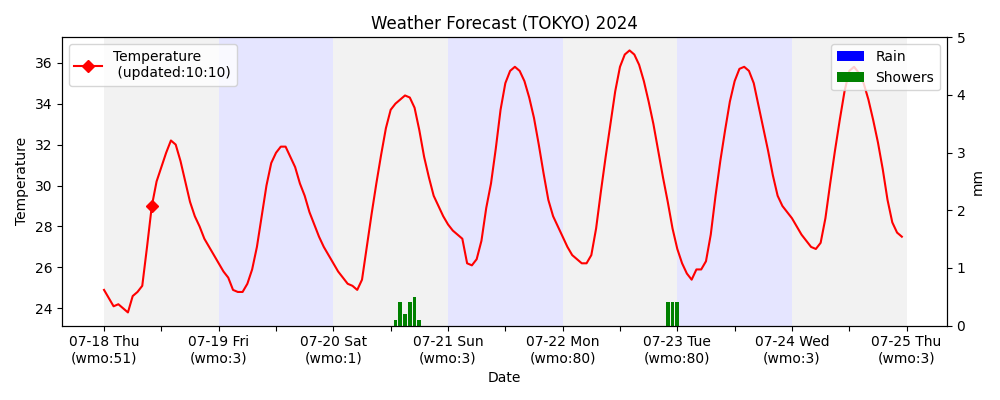 Weather Forecast (TOKYO) 2024
Temperature
(updated:10:10)
Rain
Showers
Temperature
36
34
32
30
28
26
24
5
4
3
2
1
0
mm
07-18 Thu 07-19 Fri 07-20 Sat 07-21 Sun 07-22 Mon 07-23 Tue 07-24 Wed 07-25 Thu
(wmo:51) (wmo:3) (wmo:1) (wmo:3) (wmo:80) (wmo:80) (wmo:3) (wmo:3)
Date